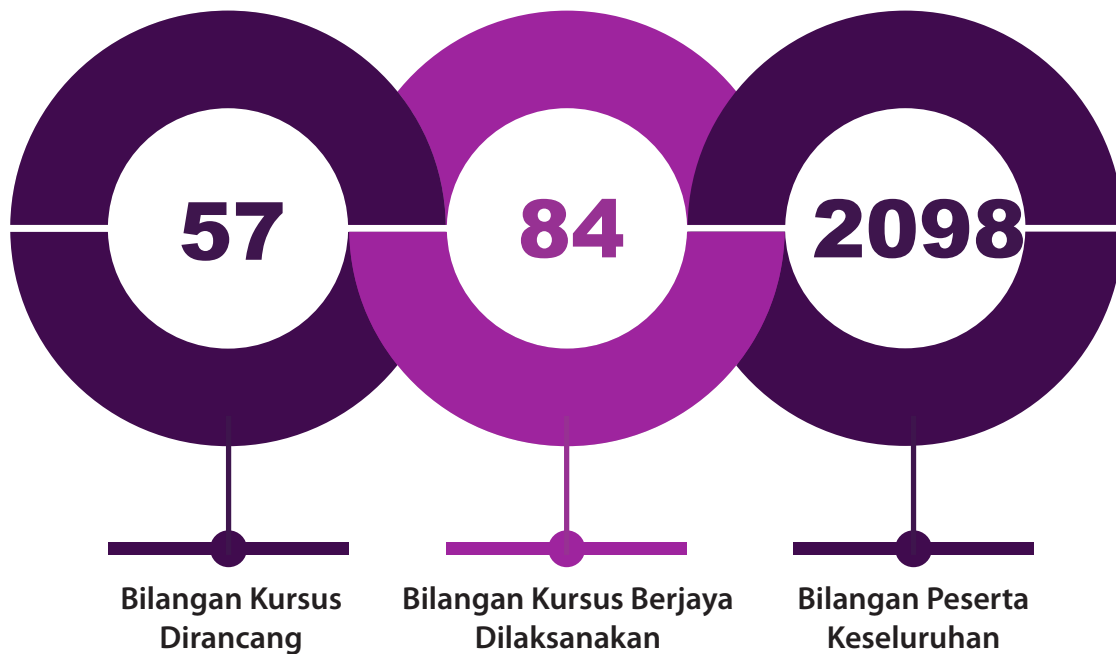 57
84
2098
Bilangan Kursus
Dirancang
Bilangan Kursus Berjaya
Dilaksanakan
Bilangan Peserta
Keseluruhan